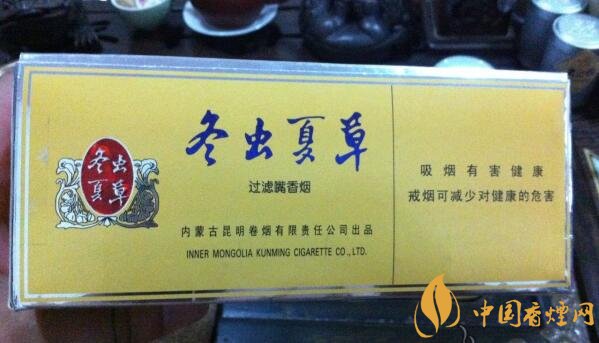 冬虫
夏草
冬虫夏草
过滤嘴香烟
内蒙古昆明卷烟有限责任公司出品
INNER MONGOLIA KUNMING CIGARETTE CO.,LTD.
吸烟有害健康
戒烟可减少对健康的危害
中国香煙网